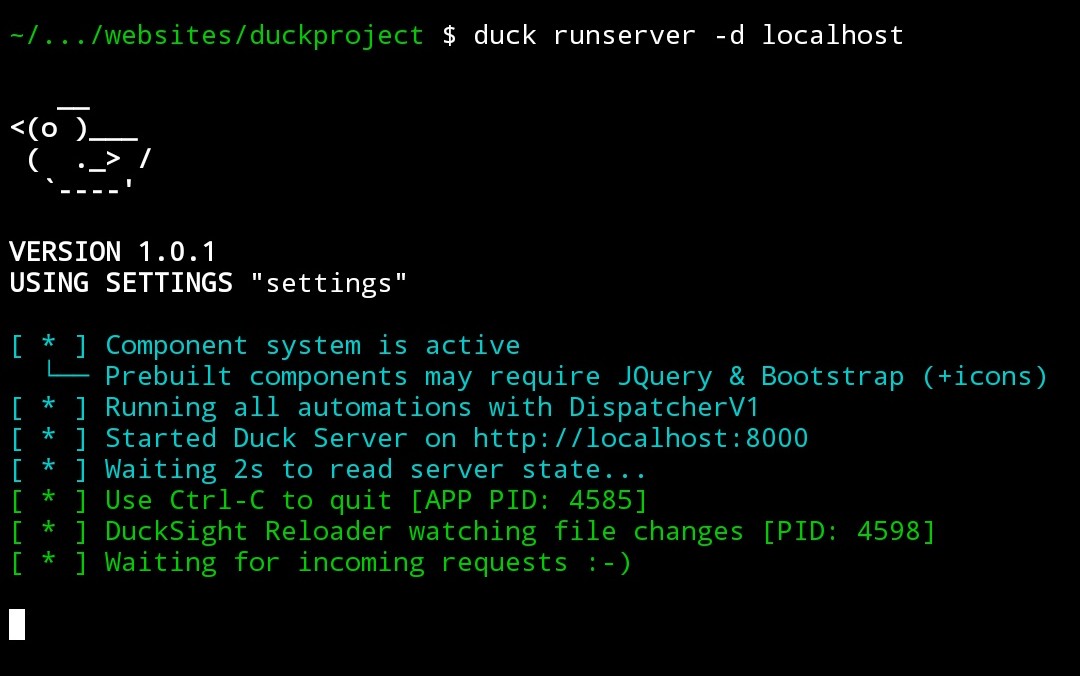 ~/.../websites/duckproject $ duck runserver -d localhost
   __
<(o )___
 (  ._> /
  `----'
VERSION 1.0.1
USING SETTINGS "settings"
[ * ] Component system is active
  └── Prebuilt components may require JQuery & Bootstrap (+icons)
[ * ] Running all automations with DispatcherV1
[ * ] Started Duck Server on http://localhost:8000
[ * ] Waiting 2s to read server state...
[ * ] Use Ctrl-C to quit [APP PID: 4585]
[ * ] DuckSight Reloader watching file changes [PID: 4598]
[ * ] Waiting for incoming requests :-)